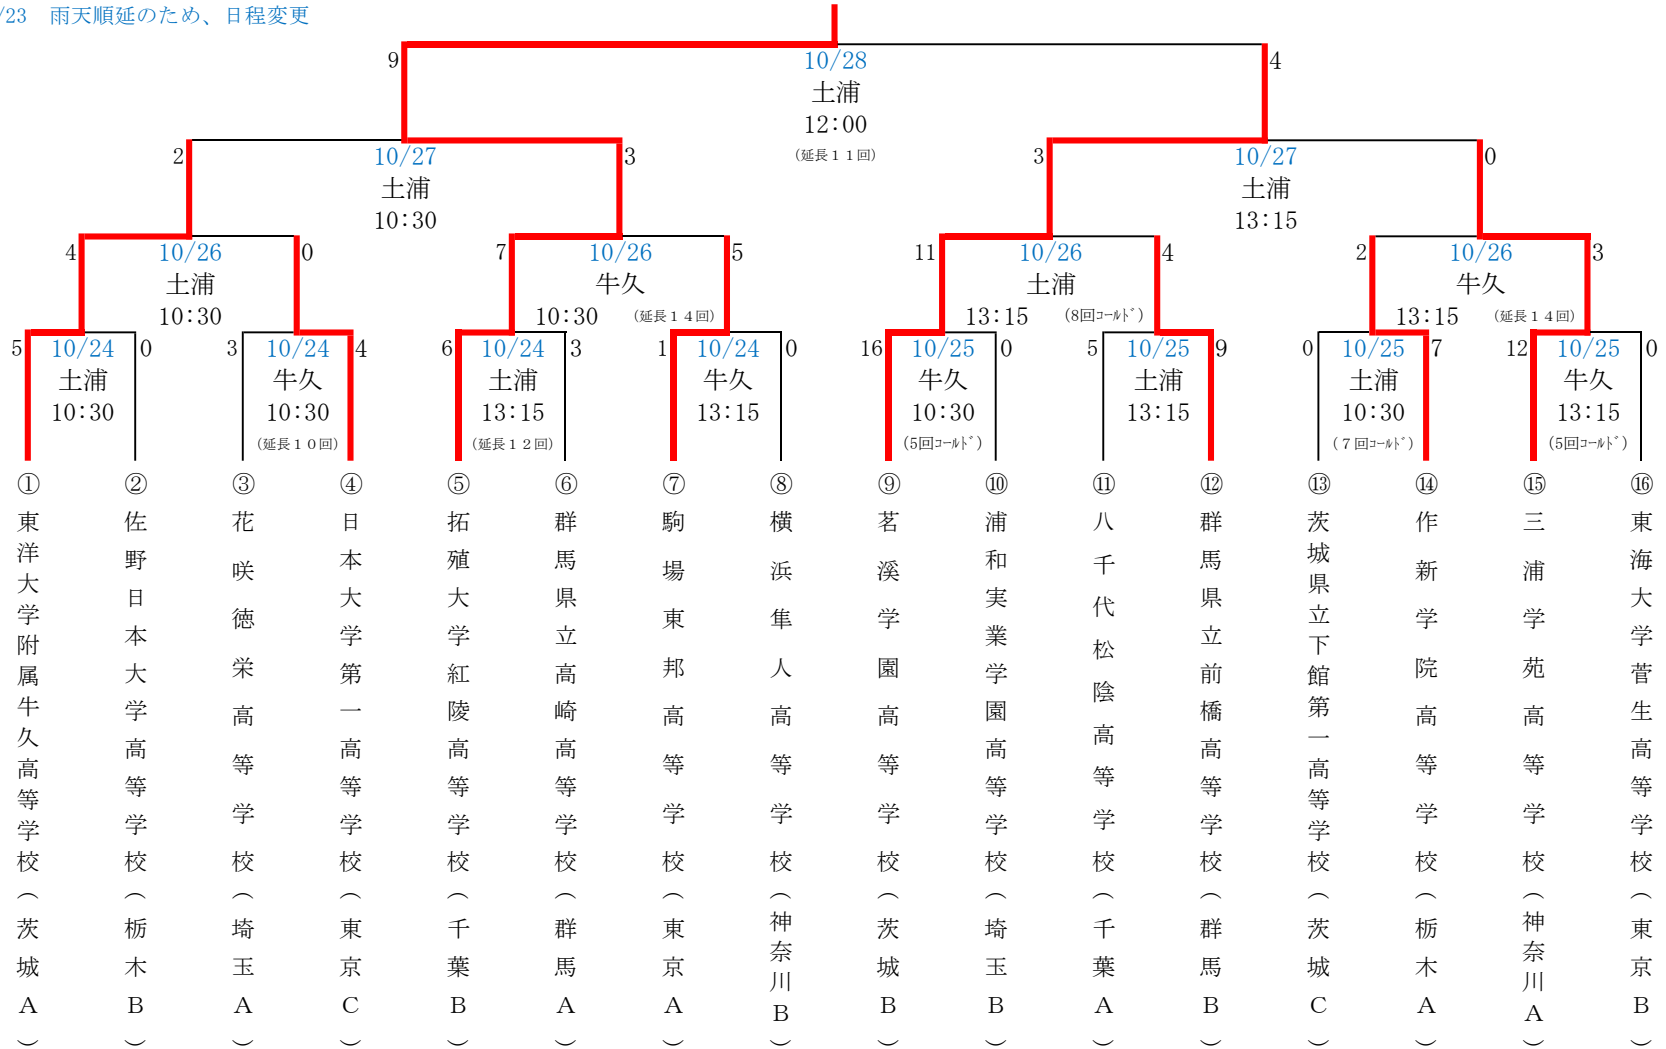 /23　雨天順延のため、日程変更
9
10/28
4
土浦
12:00
(延長１１回)
2
10/27
3
3
10/27
0
土浦
土浦
10:30
13:15
4
10/26
0
7
10/26
5
11
10/26
4
2
10/26
3
土浦
牛久
土浦
牛久
10:30
10:30
(延長１４回)
13:15
(8回ｺｰﾙﾄﾞ)
13:15
(延長１４回)
5
10/24
0
3
10/24
4
6
10/24
3
1
10/24
0
16
10/25
0
5
10/25
9
0
10/25
7
12
10/25
0
土浦
牛久
土浦
牛久
牛久
土浦
土浦
牛久
10:30
10:30
13:15
13:15
10:30
13:15
10:30
13:15
(延長１０回)
(延長１２回)
(5回ｺｰﾙﾄﾞ)
(７回ｺｰﾙﾄﾞ)
(5回ｺｰﾙﾄﾞ)
①
東洋大学附属牛久高等学校（茨城Ａ）
②
佐野日本大学高等学校（栃木Ｂ）
③
花咲徳栄高等学校（埼玉Ａ）
④
日本大学第一高等学校（東京Ｃ）
⑤
拓殖大学紅陵高等学校（千葉Ｂ）
⑥
群馬県立高崎高等学校（群馬Ａ）
⑦
駒場東邦高等学校（東京Ａ）
⑧
横浜隼人高等学校（神奈川Ｂ）
⑨
茗溪学園高等学校（茨城Ｂ）
⑩
浦和実業学園高等学校（埼玉Ｂ）
⑪
八千代松陰高等学校（千葉Ａ）
⑫
群馬県立前橋高等学校（群馬Ｂ）
⑬
茨城県立下館第一高等学校（茨城Ｃ）
⑭
作新学院高等学校（栃木Ａ）
⑮
三浦学苑高等学校（神奈川Ａ）
⑯
東海大学菅生高等学校（東京Ｂ）